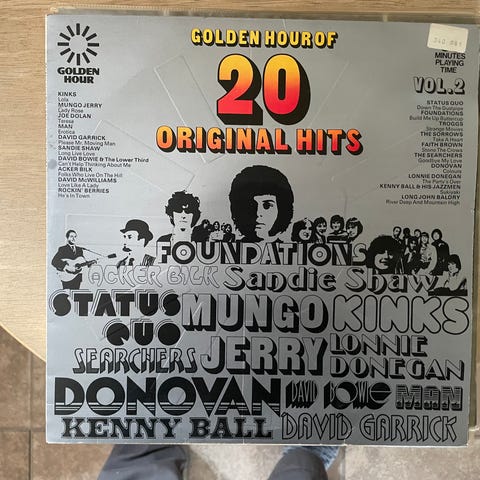 GOLDEN HOUR
GOLDEN HOUR OF
20
ORIGINAL HITS
MINUTES
PLAYING
TIME
VOL.2
KINKS
Lola
MUNGO JERRY
Lady Rose
JOE DOLAN
Teresa
MAN
Erotica
DAVID GARRICK
Please Mr. Moving Man
SANDIE SHAW
Long Live Love
DAVID BOWIE & The Lower Third
Can't Help Thinking About Me
ACKER BILK
Folks Who Live On The Hill
DAVID McWILLIAMS
Love Like A Lady
ROCKIN' BERRIES
He's In Town
STATUS QUO
Down The Dustpipe
FOUNDATIONS
Build Me Up Buttercup
TROGGS
Strange Movies
THE SORROWS
Take A Heart
FAITH BROWN
Stone The Crows
THE SEARCHERS
Goodbye My Love
DONOVAN
Colours
LONNIE DONEGAN
The Party's Over
KENNY BALL & HIS JAZZMEN
Sukiyaki
LONG JOHN BALDRY
River Deep And Mountain High
FOUNDATIONS
ACKER BILK Sandie Shaw
STATUS QUO MUNGO JERRY KINKS
SEARCHERS LONNIE DONEGAN
DONOVAN DAVID BOWIE MAN
KENNY BALL DAVID GARRICK